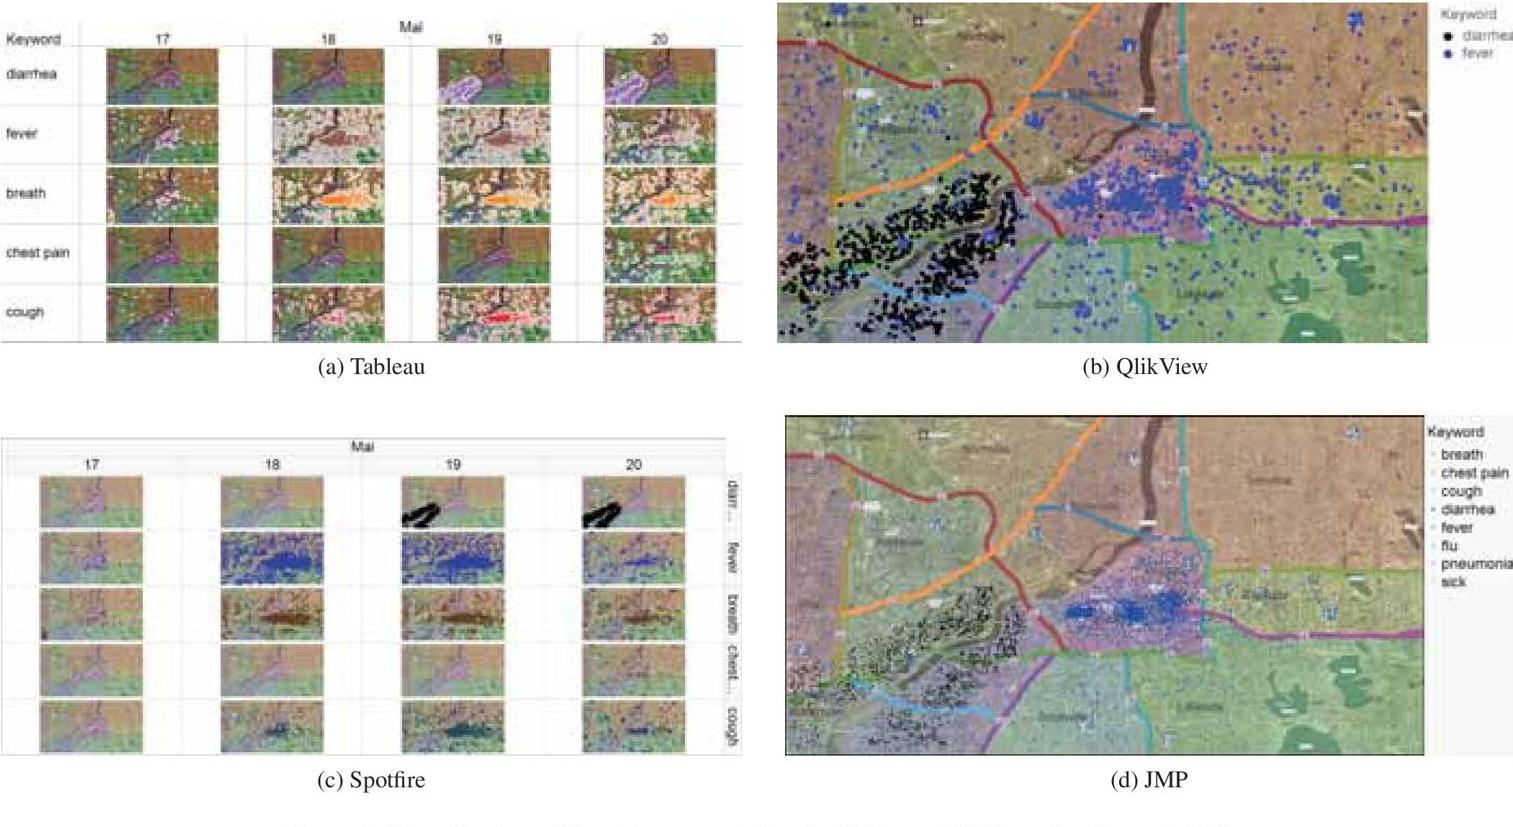 Mai
Keyword 17 18 19 20
diarrhea
fever
breath
chest pain
cough
(a) Tableau
Keyword
diarrhea
fever
(b) QlikView
Mai
17 18 19 20
diarr ...
fever
breath
chest ...
cough
(c) Spotfire
Keyword
breath
chest pain
cough
diarrhea
fever
flu
pneumonia
sick
(d) JMP